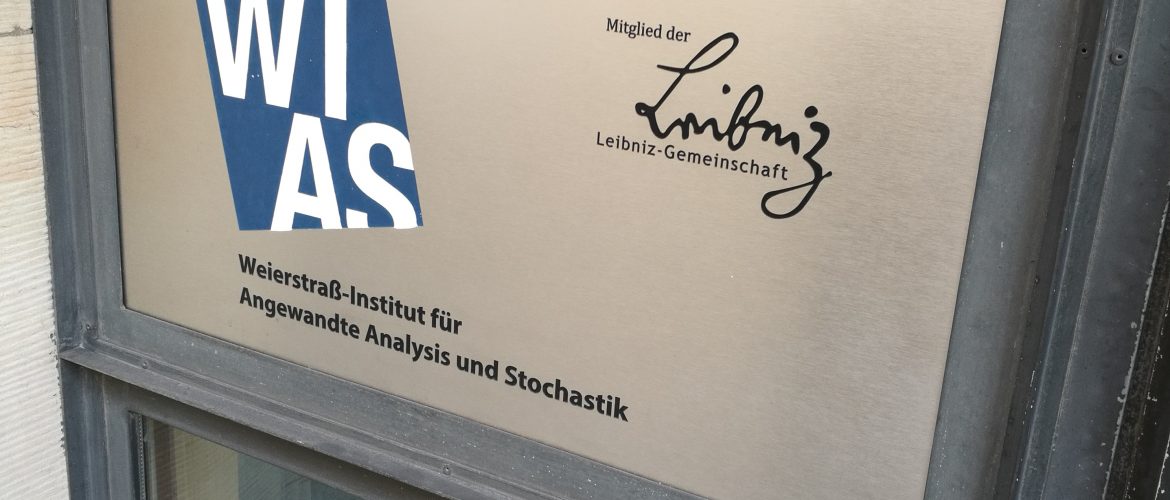 WI
AS
Mitglied der
Leibniz
Leibniz-Gemeinschaft
Weierstraß-Institut für
Angewandte Analysis und Stochastik